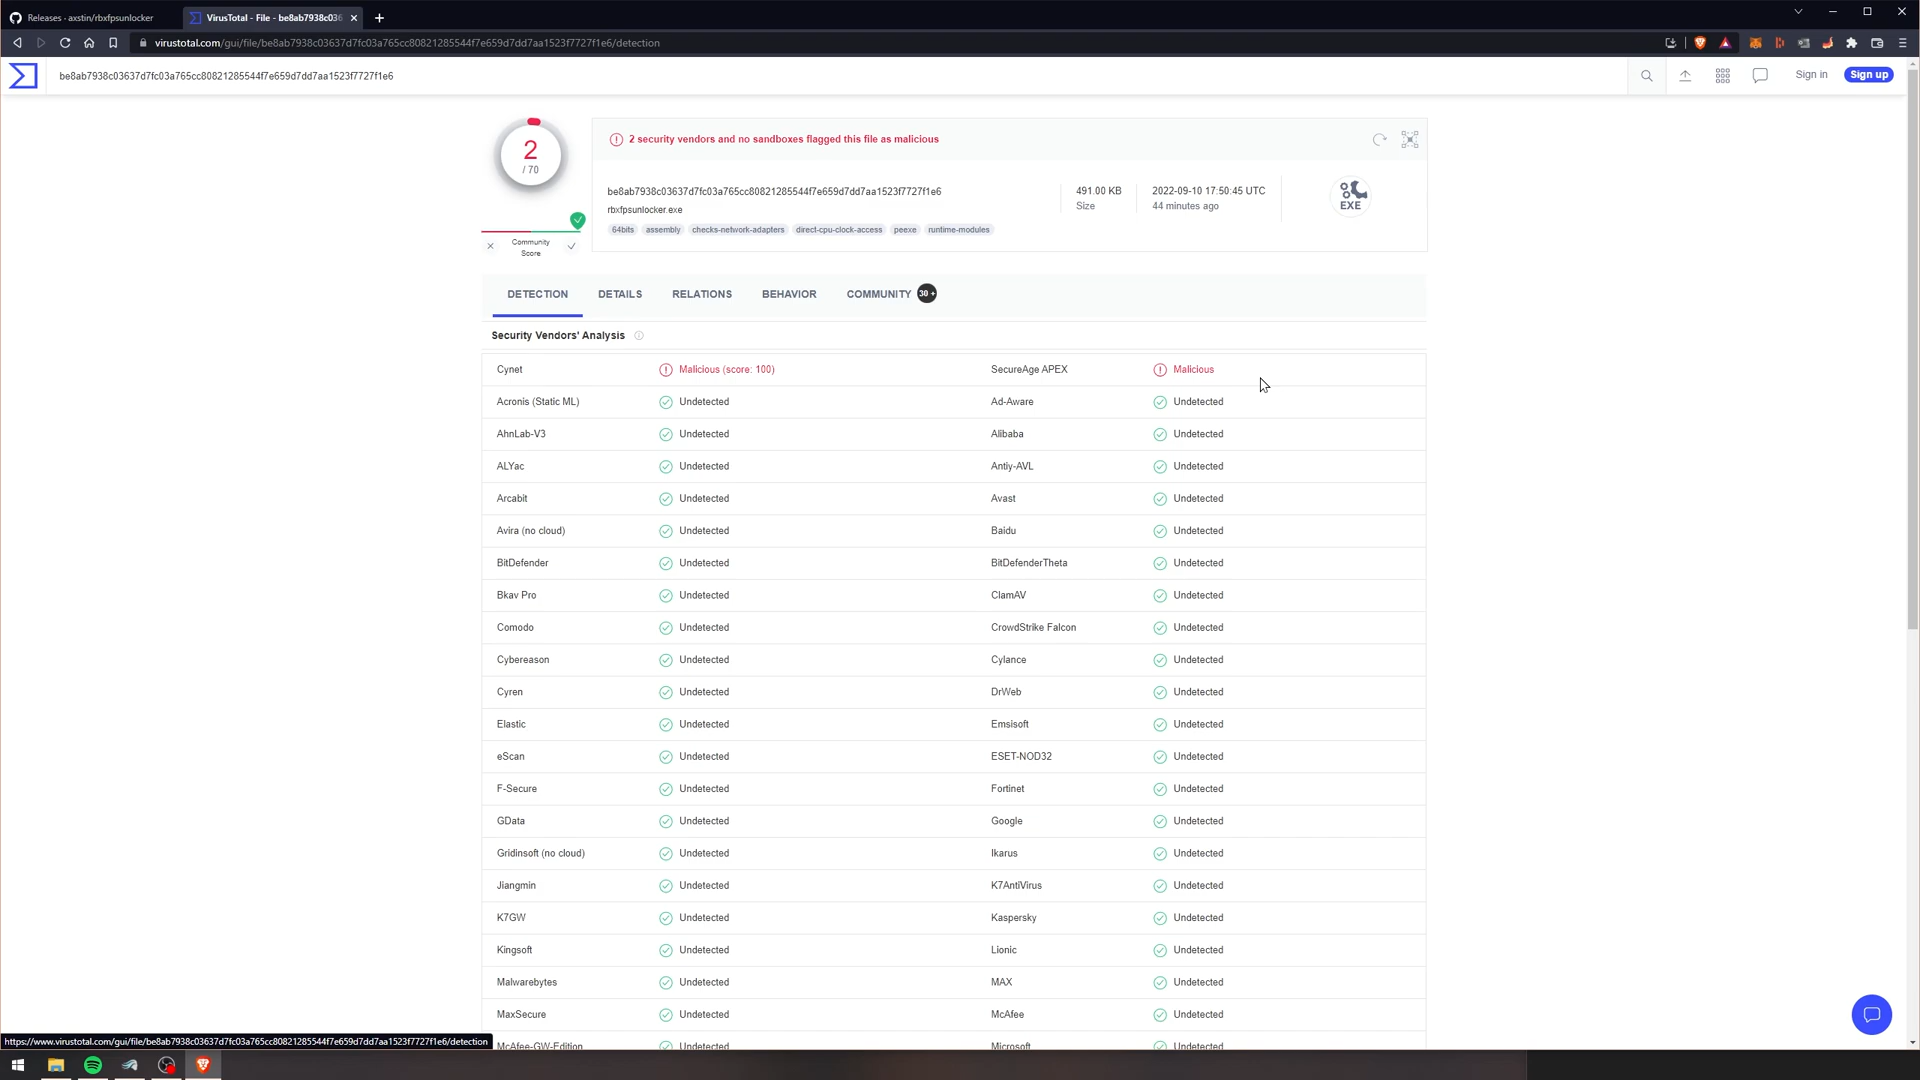 Releases - axstin/rbxfpsunlocker
VirusTotal - File - be8ab7938c036
virustotal.com/gui/file/be8ab7938c03637d7fc03a765cc80821285544f7e659d7dd7aa1523f7727f1e6/detection
be8ab7938c03637d7fc03a765cc80821285544f7e659d7dd7aa1523f7727f1e6
Sign in
Sign up
2
/ 70
Community
Score
2 security vendors and no sandboxes flagged this file as malicious
be8ab7938c03637d7fc03a765cc80821285544f7e659d7dd7aa1523f7727f1e6
rbxfpsunlocker.exe
64bits assembly checks-network-adapters direct-cpu-clock-access peexe runtime-modules
491.00 KB
Size
2022-09-10 17:50:45 UTC
44 minutes ago
EXE
DETECTION DETAILS RELATIONS BEHAVIOR COMMUNITY 30+
Security Vendors' Analysis
Cynet Malicious (score: 100) SecureAge APEX Malicious
Acronis (Static ML) Undetected Ad-Aware Undetected
AhnLab-V3 Undetected Alibaba Undetected
ALYac Undetected Antiy-AVL Undetected
Arcabit Undetected Avast Undetected
Avira (no cloud) Undetected Baidu Undetected
BitDefender Undetected BitDefenderTheta Undetected
Bkav Pro Undetected ClamAV Undetected
Comodo Undetected CrowdStrike Falcon Undetected
Cybereason Undetected Cylance Undetected
Cyren Undetected DrWeb Undetected
Elastic Undetected Emsisoft Undetected
eScan Undetected ESET-NOD32 Undetected
F-Secure Undetected Fortinet Undetected
GData Undetected Google Undetected
Gridinsoft (no cloud) Undetected Ikarus Undetected
Jiangmin Undetected K7AntiVirus Undetected
K7GW Undetected Kaspersky Undetected
Kingsoft Undetected Lionic Undetected
Malwarebytes Undetected MAX Undetected
MaxSecure Undetected McAfee Undetected
McAfee-GW-Edition Undetected Microsoft Undetected
https://www.virustotal.com/gui/file/be8ab7938c03637d7fc03a765cc80821285544f7e659d7dd7aa1523f7727f1e6/detection